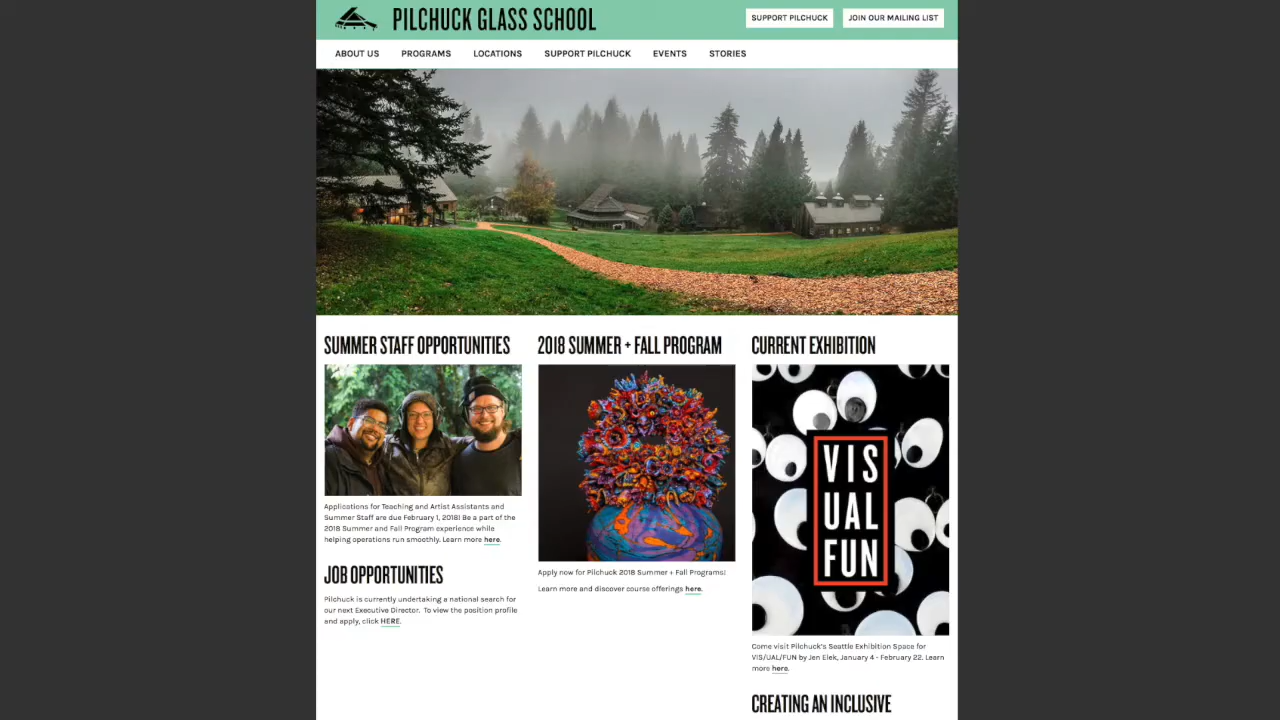 PILCHUCK GLASS SCHOOL
SUPPORT PILCHUCK
JOIN OUR MAILING LIST
ABOUT US
PROGRAMS
LOCATIONS
SUPPORT PILCHUCK
EVENTS
STORIES
SUMMER STAFF OPPORTUNITIES
Applications for Teaching and Artist Assistants and
Summer Staff are due February 1, 2018! Be a part of the
2018 Summer and Fall Program experience while
helping operations run smoothly. Learn more here.
JOB OPPORTUNITIES
Pilchuck is currently undertaking a national search for
our next Executive Director. To view the position profile
and apply, click HERE.
2018 SUMMER + FALL PROGRAM
Apply now for Pilchuck 2018 Summer + Fall Programs!
Learn more and discover course offerings here.
CURRENT EXHIBITION
VIS
UAL
FUN
Come visit Pilchuck's Seattle Exhibition Space for
VIS/UAL/FUN by Jen Elek, January 4 - February 22. Learn
more here.
CREATING AN INCLUSIVE